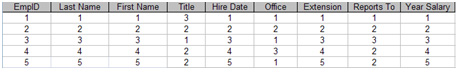 EmpID Last Name First Name Title Hire Date Office Extension Reports To Year Salary
1 1 1 3 1 1 1 1 1
2 2 2 2 2 2 2 2 2
3 3 3 1 3 1 3 3 3
4 4 4 2 4 3 4 2 4
5 5 5 2 5 1 5 2 5